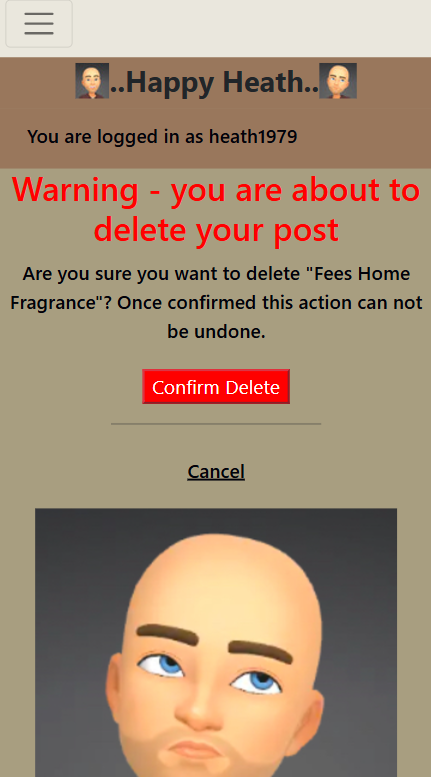 ..Happy Heath..
You are logged in as heath1979
Warning - you are about to
delete your post
Are you sure you want to delete "Fees Home
Fragrance"? Once confirmed this action can not
be undone.
Confirm Delete
Cancel